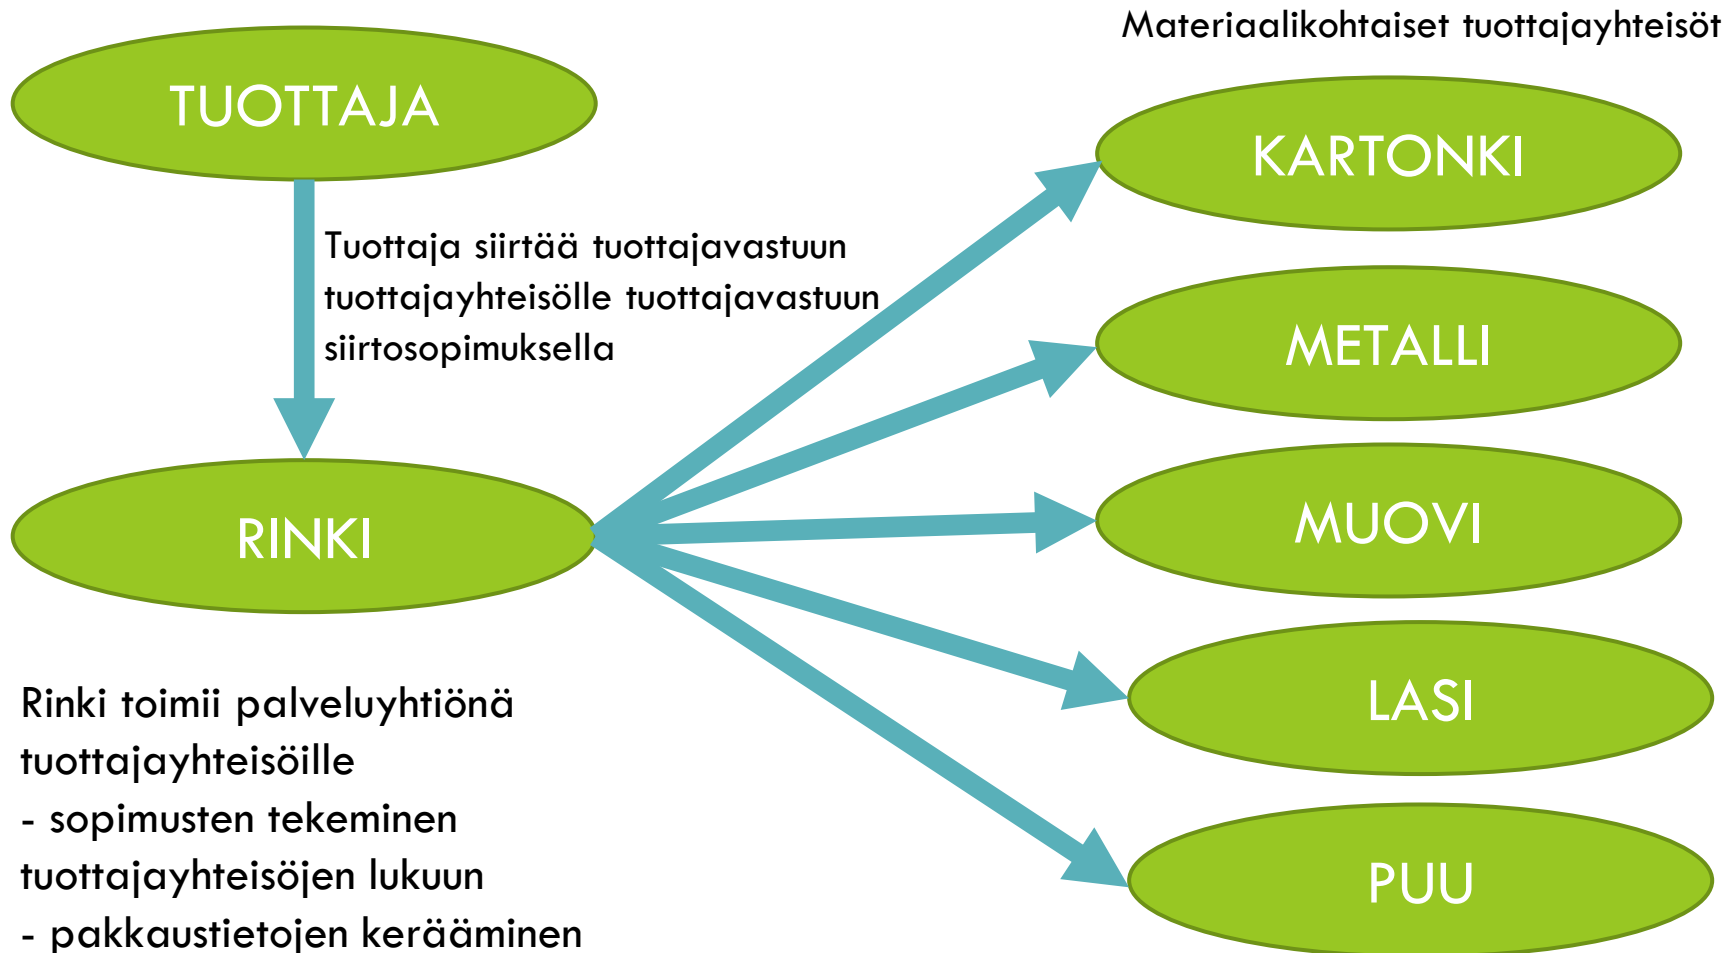 Materiaalikohtaiset tuottajayhteisöt
TUOTTAJA
KARTONKI
Tuottaja siirtää tuottajavastuun
tuottajayhteisölle tuottajavastuun
siirtosopimuksella
METALLI
RINKI
MUOVI
LASI
PUU
Rinki toimii palveluyhtiönä
tuottajayhteisöille
- sopimusten tekeminen
tuottajayhteisöjen lukuun
- pakkaustietojen kerääminen